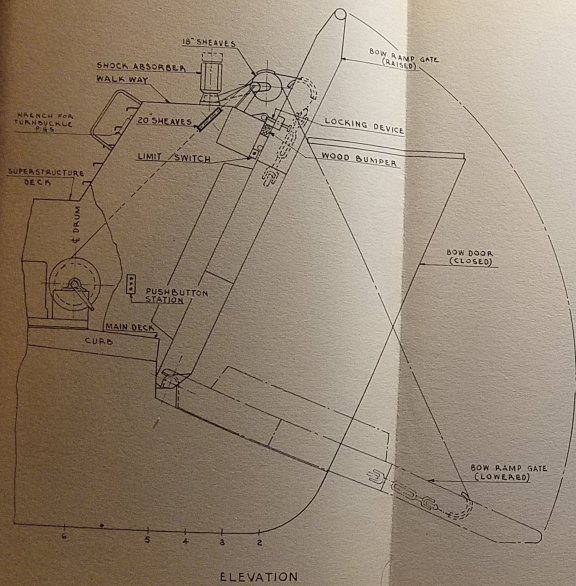 18" SHEAVES
BOW RAMP GATE
(RAISED)
SHOCK ABSORBER
WALK WAY
WRENCH FOR
TURNBUCKLE
20" SHEAVES
LOCKING DEVICE
LIMIT SWITCH
WOOD BUMPER
SUPERSTRUCTURE
DECK
℄ DRUM
BOW DOOR
(CLOSED)
PUSHBUTTON
STATION
MAIN DECK
CURB
BOW RAMP GATE
(LOWERED)
6 5 4 3 2
ELEVATION